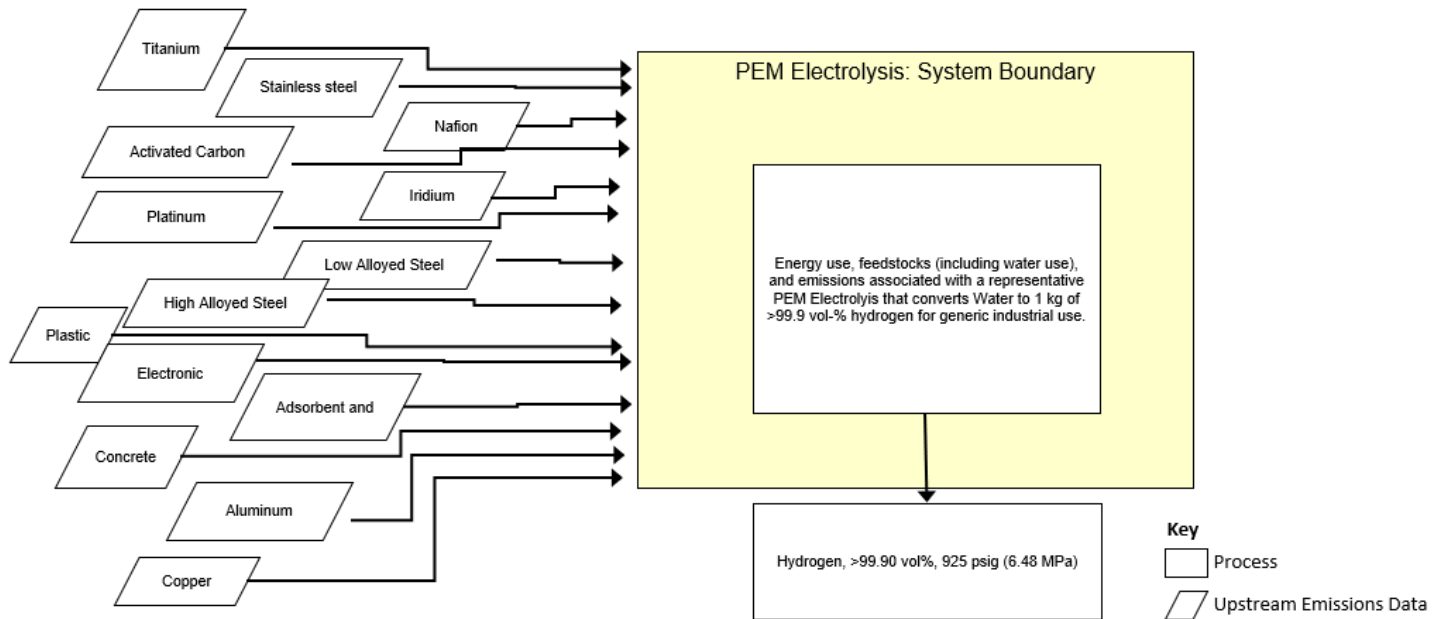 Titanium
Stainless steel
Nafion
Activated Carbon
Iridium
Platinum
Low Alloyed Steel
High Alloyed Steel
Plastic
Electronic
Adsorbent and
Concrete
Aluminum
Copper
PEM Electrolysis: System Boundary
Energy use, feedstocks (including water use),
and emissions associated with a representative
PEM Electrolyis that converts Water to 1 kg of
>99.9 vol-% hydrogen for generic industrial use.
Hydrogen, >99.90 vol%, 925 psig (6.48 MPa)
Key
Process
Upstream Emissions Data